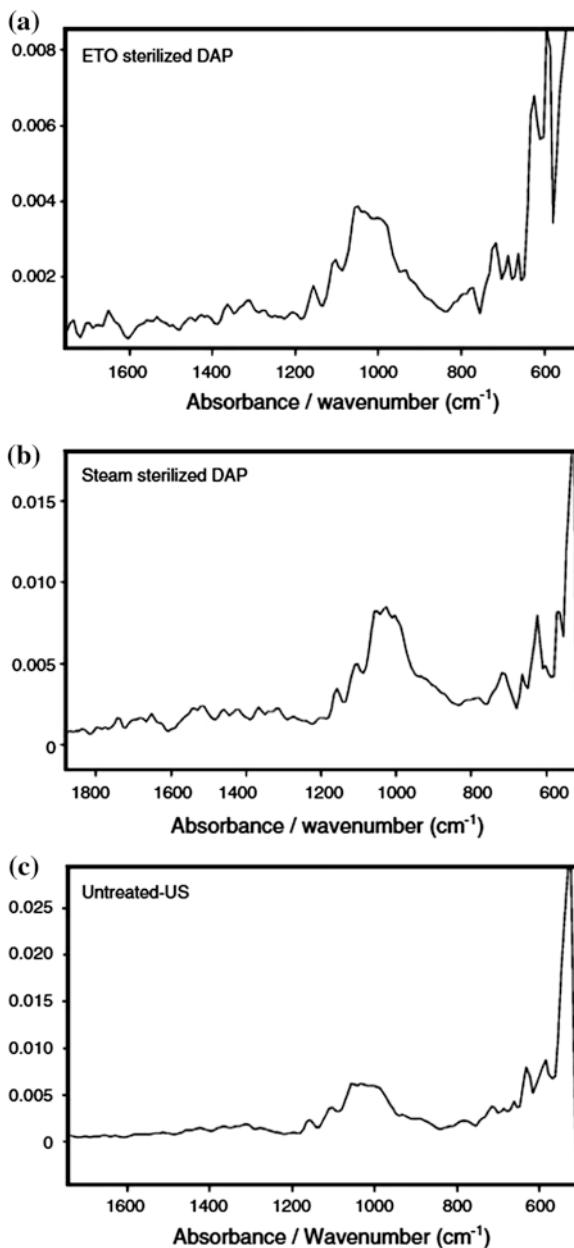 (a)
ETO sterilized DAP
0.008
0.006
0.004
0.002
1600 1400 1200 1000 800 600
Absorbance / wavenumber (cm⁻¹)
(b)
Steam sterilized DAP
0.015
0.010
0.005
0
1800 1600 1400 1200 1000 800 600
Absorbance / wavenumber (cm⁻¹)
(c)
Untreated-US
0.025
0.020
0.015
0.010
0.005
0
1600 1400 1200 1000 800 600
Absorbance / Wavenumber (cm⁻¹)